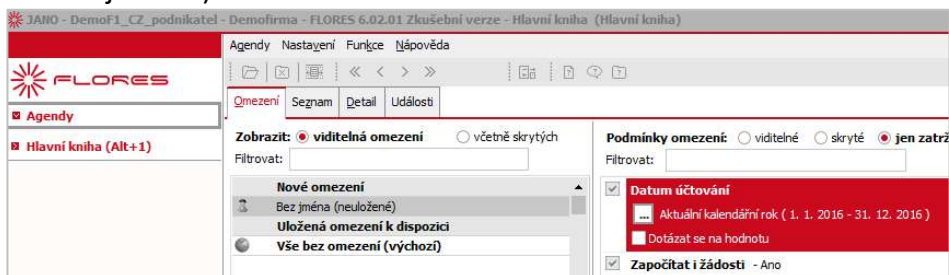 JANO - DemoF1_CZ_podnikatel - Demofirma - FLORES 6.02.01 Zkušební verze - Hlavní kniha (Hlavní kniha)
Agendy Nastavení Funkce Nápověda
FLORES
Omezení Seznam Detail Události
Agendy
Hlavní kniha (Alt+1)
Zobrazit: viditelná omezení včetně skrytých
Filtrovat:
Nové omezení
Bez jména (neuložené)
Uložená omezení k dispozici
Vše bez omezení (výchozí)
Podmínky omezení: viditelné skryté jen zatrž
Filtrovat:
Datum účtování
... Aktuální kalendářní rok ( 1. 1. 2016 - 31. 12. 2016 )
Dotázat se na hodnotu
Započítat i žádosti - Ano